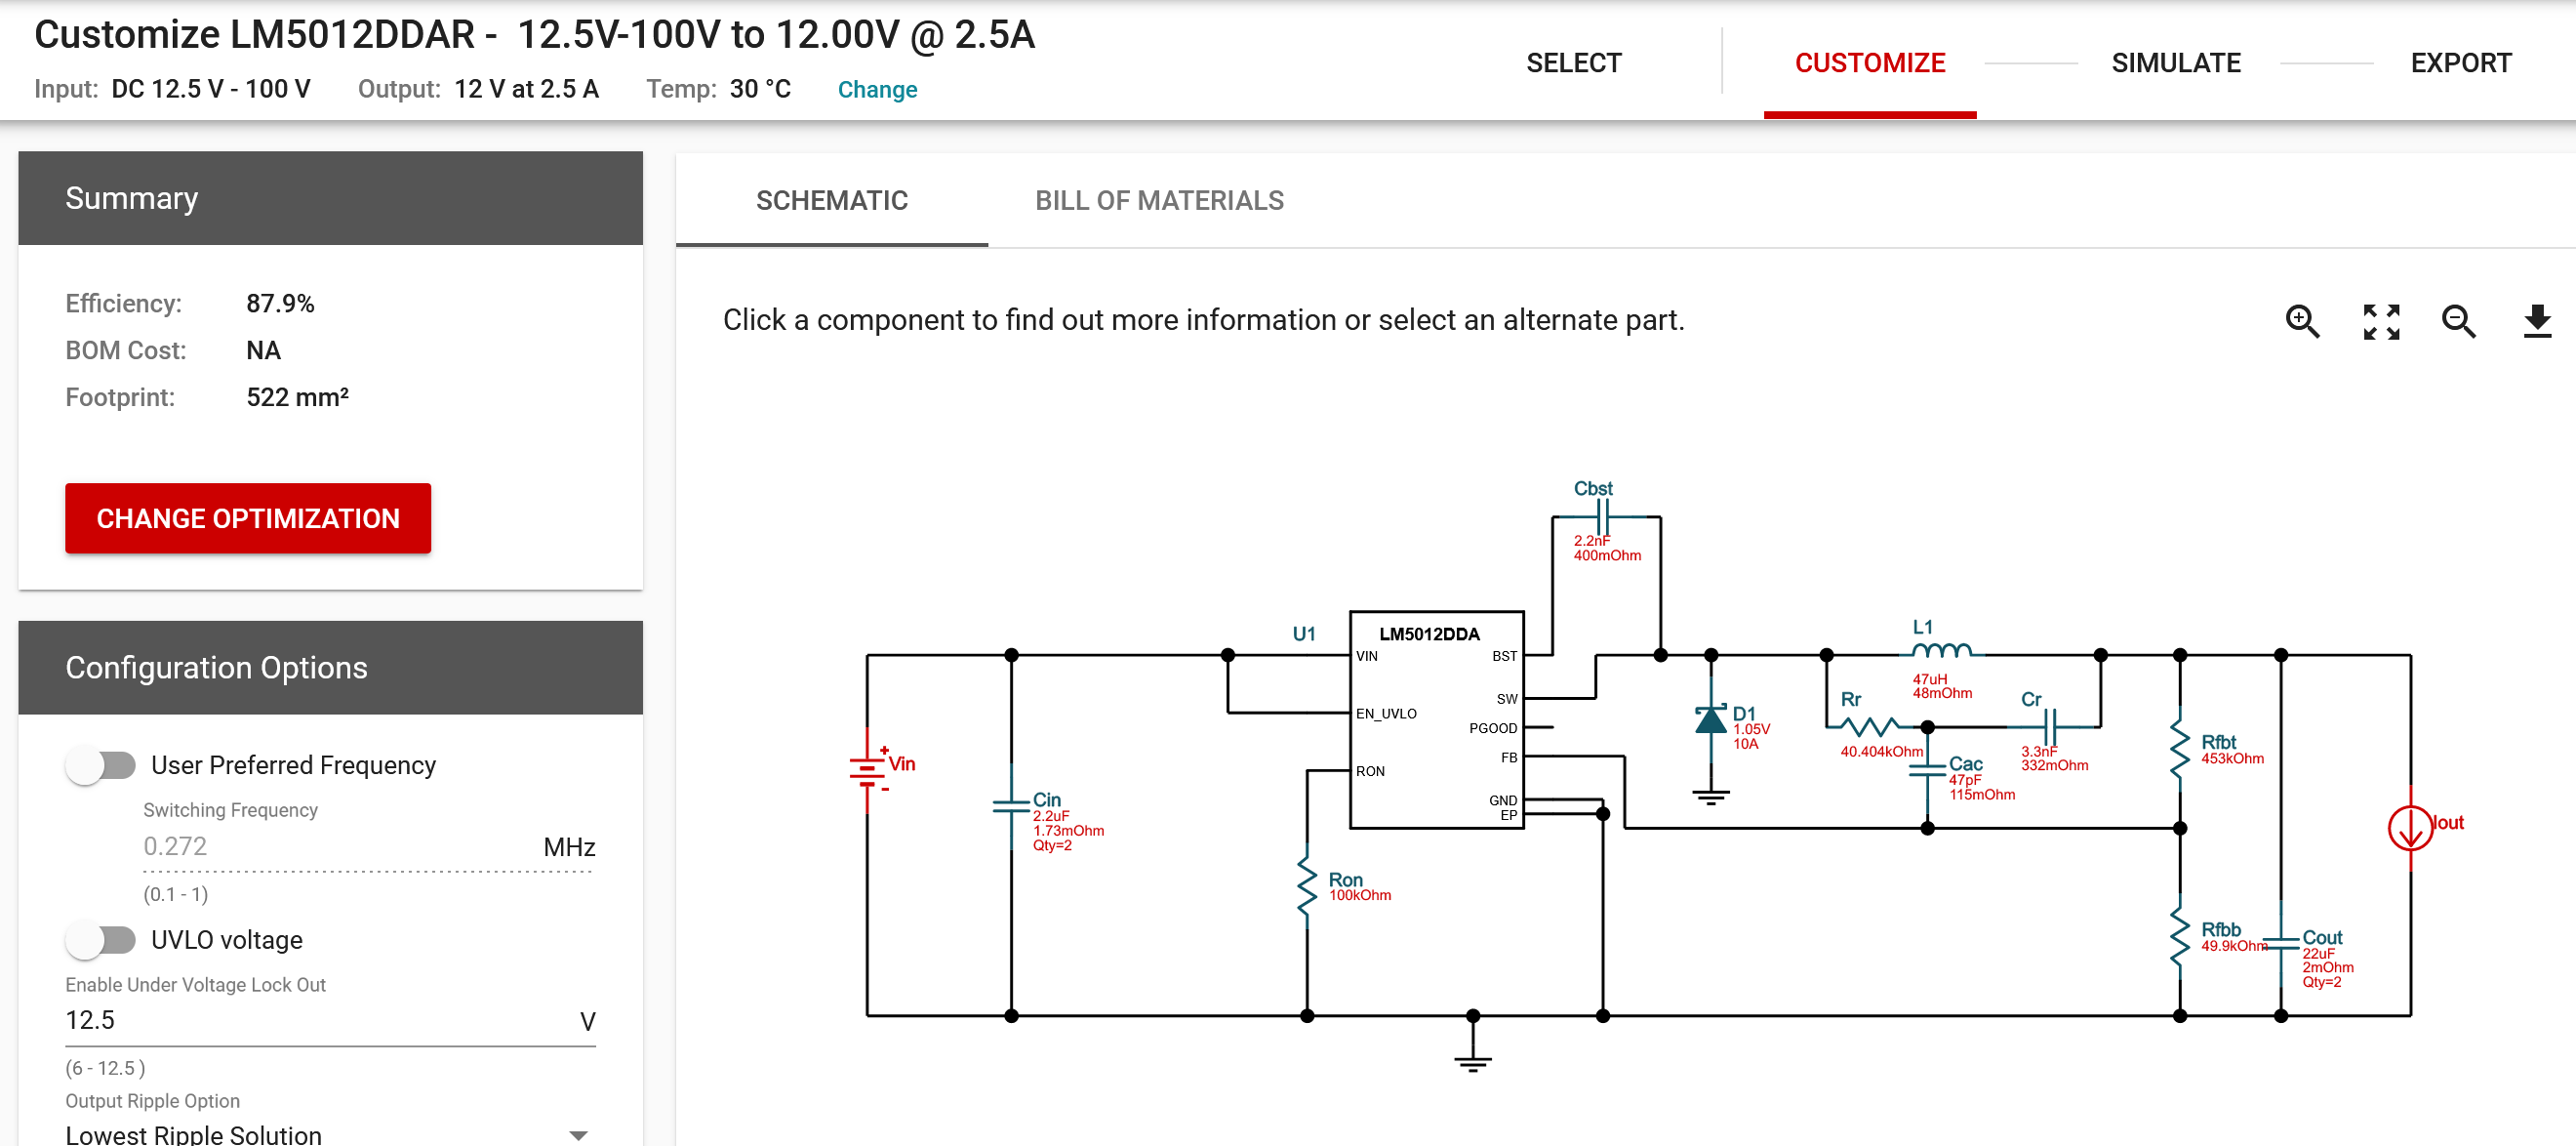 Customize LM5012DDAR - 12.5V-100V to 12.00V @ 2.5A
Input: DC 12.5 V - 100 V Output: 12 V at 2.5 A Temp: 30 °C Change
SELECT CUSTOMIZE SIMULATE EXPORT
Summary
Efficiency: 87.9%
BOM Cost: NA
Footprint: 522 mm²
CHANGE OPTIMIZATION
Configuration Options
User Preferred Frequency
Switching Frequency
0.272 MHz
(0.1 - 1)
UVLO voltage
Enable Under Voltage Lock Out
12.5 V
(6 - 12.5 )
Output Ripple Option
Lowest Ripple Solution
SCHEMATIC BILL OF MATERIALS
Click a component to find out more information or select an alternate part.
Cbst
2.2nF
400mOhm
U1
LM5012DDA
VIN
EN_UVLO
RON
BST
SW
PGOOD
FB
GND
EP
+
Vin
-
Cin
2.2uF
1.73mOhm
Qty=2
Ron
100kOhm
D1
1.05V
10A
L1
47uH
48mOhm
Rr
40.404kOhm
Cr
3.3nF
332mOhm
Cac
47pF
115mOhm
Rfbt
453kOhm
Rfbb
49.9kOhm
Cout
22uF
2mOhm
Qty=2
Iout